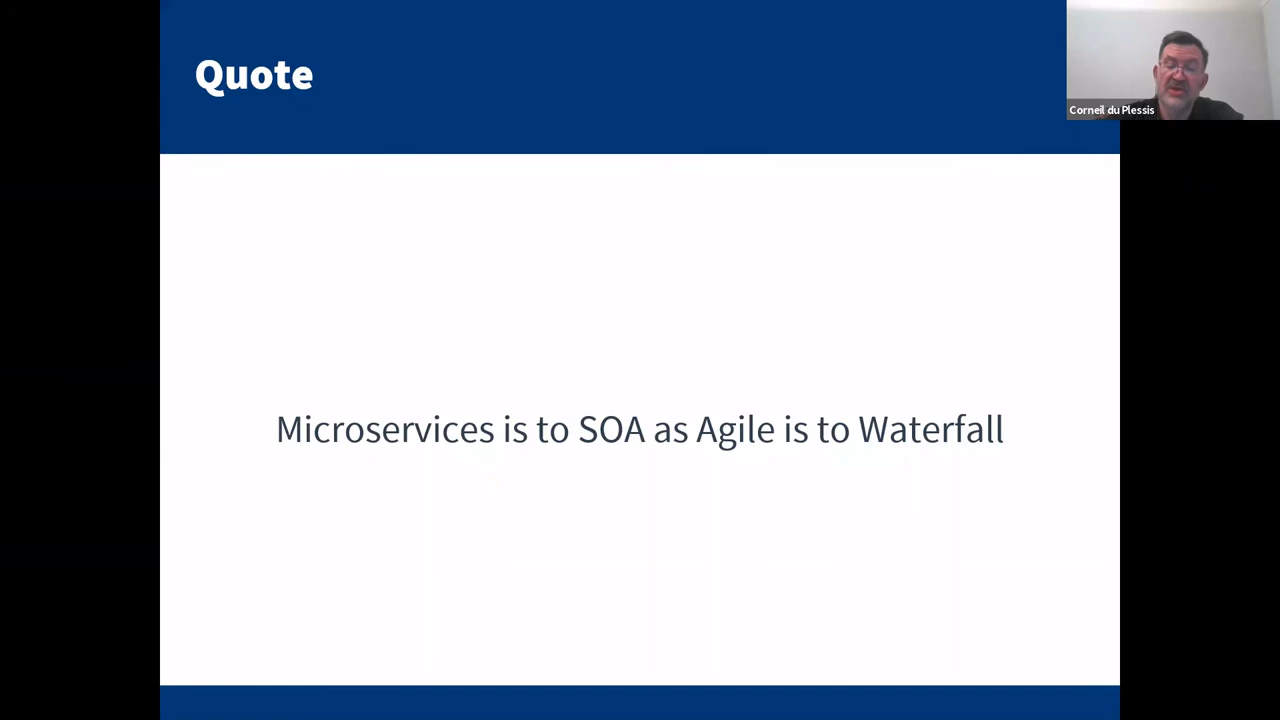 Quote
Corneil du Plessis
Microservices is to SOA as Agile is to Waterfall